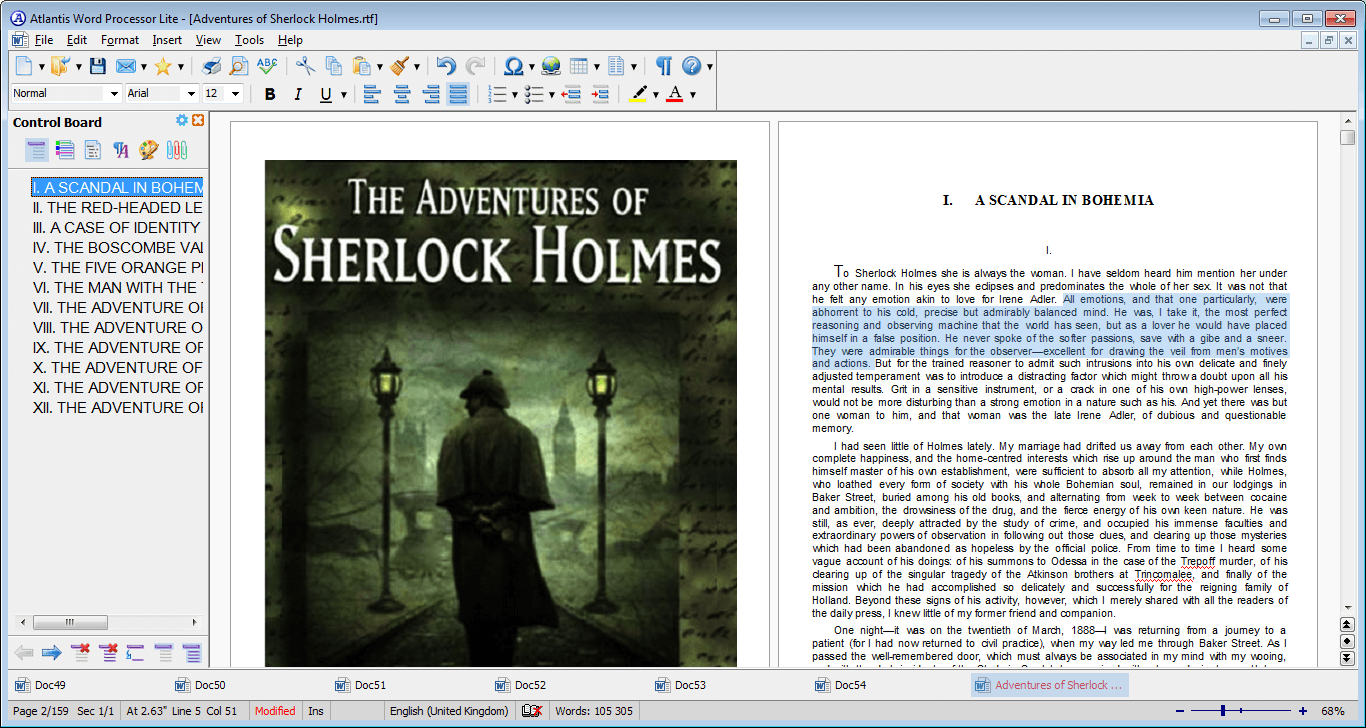 Atlantis Word Processor Lite - [Adventures of Sherlock Holmes.rtf]
File Edit Format Insert View Tools Help
ABC
Normal Arial 12 B I U A
Control Board
I. A SCANDAL IN BOHEM
II. THE RED-HEADED LE
III. A CASE OF IDENTITY
IV. THE BOSCOMBE VAL
V. THE FIVE ORANGE PI
VI. THE MAN WITH THE
VII. THE ADVENTURE OF
VIII. THE ADVENTURE O
IX. THE ADVENTURE OF
X. THE ADVENTURE OF
XI. THE ADVENTURE OF
XII. THE ADVENTURE OF
THE ADVENTURES OF
SHERLOCK HOLMES
I. A SCANDAL IN BOHEMIA
I.
To Sherlock Holmes she is always the woman. I have seldom heard him mention her under
any other name. In his eyes she eclipses and predominates the whole of her sex. It was not that
he felt any emotion akin to love for Irene Adler. All emotions, and that one particularly, were
abhorrent to his cold, precise but admirably balanced mind. He was, I take it, the most perfect
reasoning and observing machine that the world has seen, but as a lover he would have placed
himself in a false position. He never spoke of the softer passions, save with a gibe and a sneer.
They were admirable things for the observer—excellent for drawing the veil from men's motives
and actions. But for the trained reasoner to admit such intrusions into his own delicate and finely
adjusted temperament was to introduce a distracting factor which might throw a doubt upon all his
mental results. Grit in a sensitive instrument, or a crack in one of his own high-power lenses,
would not be more disturbing than a strong emotion in a nature such as his. And yet there was but
one woman to him, and that woman was the late Irene Adler, of dubious and questionable
memory.
I had seen little of Holmes lately. My marriage had drifted us away from each other. My own
complete happiness, and the home-centred interests which rise up around the man who first finds
himself master of his own establishment, were sufficient to absorb all my attention, while Holmes,
who loathed every form of society with his whole Bohemian soul, remained in our lodgings in
Baker Street, buried among his old books, and alternating from week to week between cocaine
and ambition, the drowsiness of the drug, and the fierce energy of his own keen nature. He was
still, as ever, deeply attracted by the study of crime, and occupied his immense faculties and
extraordinary powers of observation in following out those clues, and clearing up those mysteries
which had been abandoned as hopeless by the official police. From time to time I heard some
vague account of his doings: of his summons to Odessa in the case of the Trepoff murder, of his
clearing up of the singular tragedy of the Atkinson brothers at Trincomalee, and finally of the
mission which he had accomplished so delicately and successfully for the reigning family of
Holland. Beyond these signs of his activity, however, which I merely shared with all the readers of
the daily press, I knew little of my former friend and companion.
One night—it was on the twentieth of March, 1888—I was returning from a journey to a
patient (for I had now returned to civil practice), when my way led me through Baker Street. As I
passed the well-remembered door, which must always be associated in my mind with my wooing,
Doc49 Doc50 Doc51 Doc52 Doc53 Doc54 Adventures of Sherlock ...
Page 2/159 Sec 1/1 At 2.63" Line 5 Col 51 Modified Ins English (United Kingdom) Words: 105 305 68%